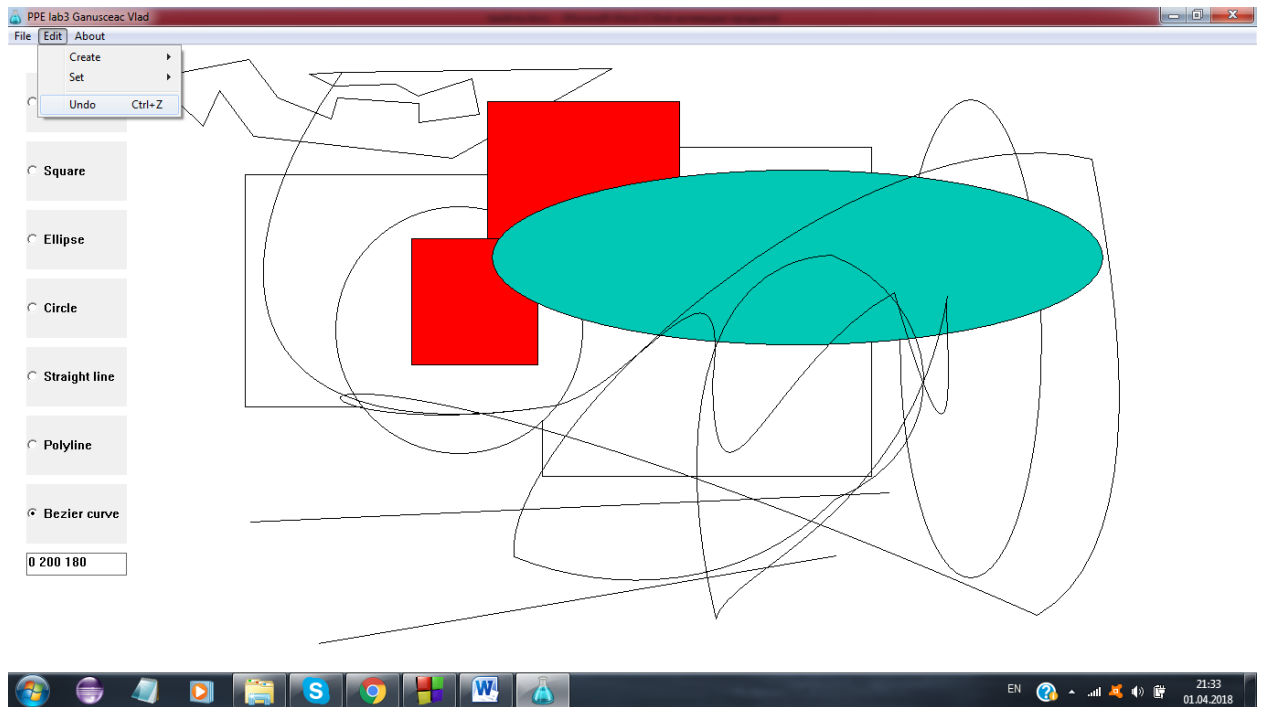 PPE lab3 Ganusceac Vlad
File Edit About
Create
Set
Undo Ctrl+Z
Square
Ellipse
Circle
Straight line
Polyline
Bezier curve
0 200 180
EN
21:33
01.04.2018